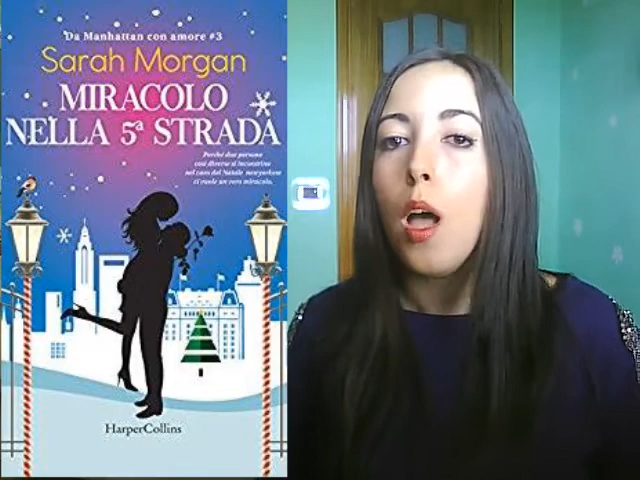 Da Manhattan con amore #3
Sarah Morgan
MIRACOLO
NELLA 5ª STRADA
Perché due persone
così diverse si incontrino
nel caos del Natale newyorkese
ci vuole un vero miracolo.
HarperCollins